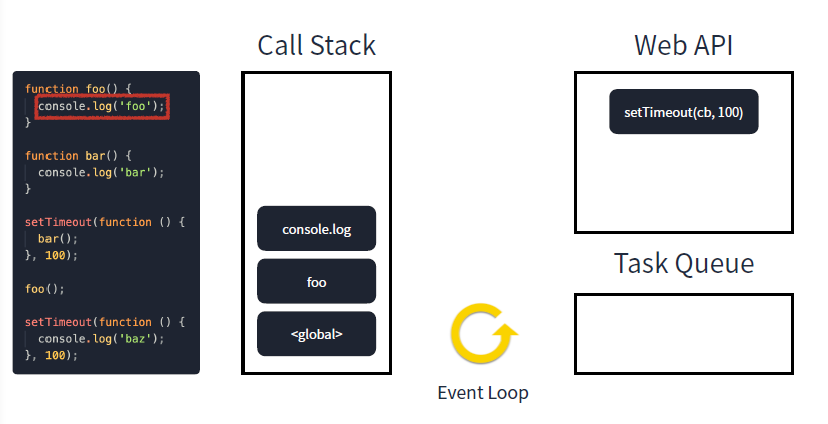 Call Stack
Web API
function foo() {
console.log('foo');
}
function bar() {
console.log('bar');
}
setTimeout(function () {
bar();
}, 100);
foo();
setTimeout(function () {
console.log('baz');
}, 100);
console.log
foo
<global>
setTimeout(cb, 100)
Task Queue
Event Loop